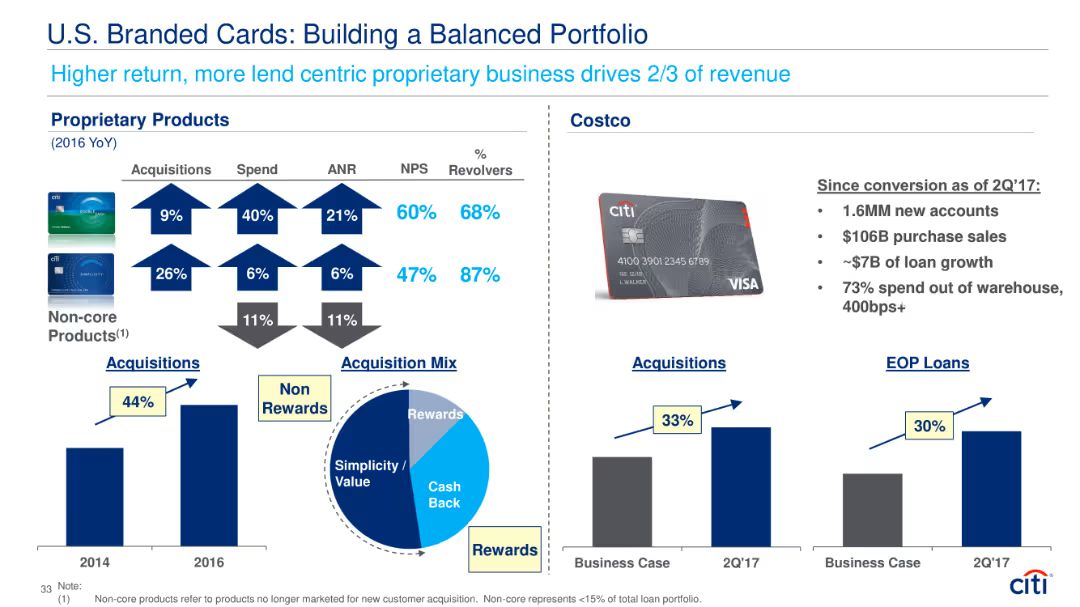 U.S. Branded Cards: Building a Balanced Portfolio
Higher return, more lend centric proprietary business drives 2/3 of revenue
Proprietary Products
(2016 YoY)
Acquisitions Spend ANR NPS % Revolvers
citi
9% 40% 21% 60% 68%
citi
SIMPLICITY
26% 6% 6% 47% 87%
Non-core
Products(1)
11% 11%
Acquisitions
44%
2014 2016
Acquisition Mix
Non
Rewards
Rewards
Simplicity /
Value
Cash
Back
Rewards
Costco
citi
4100 3901 2345 6789
L WALKER
VISA
Since conversion as of 2Q'17:
• 1.6MM new accounts
• $106B purchase sales
• ~$7B of loan growth
• 73% spend out of warehouse,
400bps+
Acquisitions
33%
Business Case 2Q'17
EOP Loans
30%
Business Case 2Q'17
citi
33 Note:
(1) Non-core products refer to products no longer marketed for new customer acquisition. Non-core represents <15% of total loan portfolio.